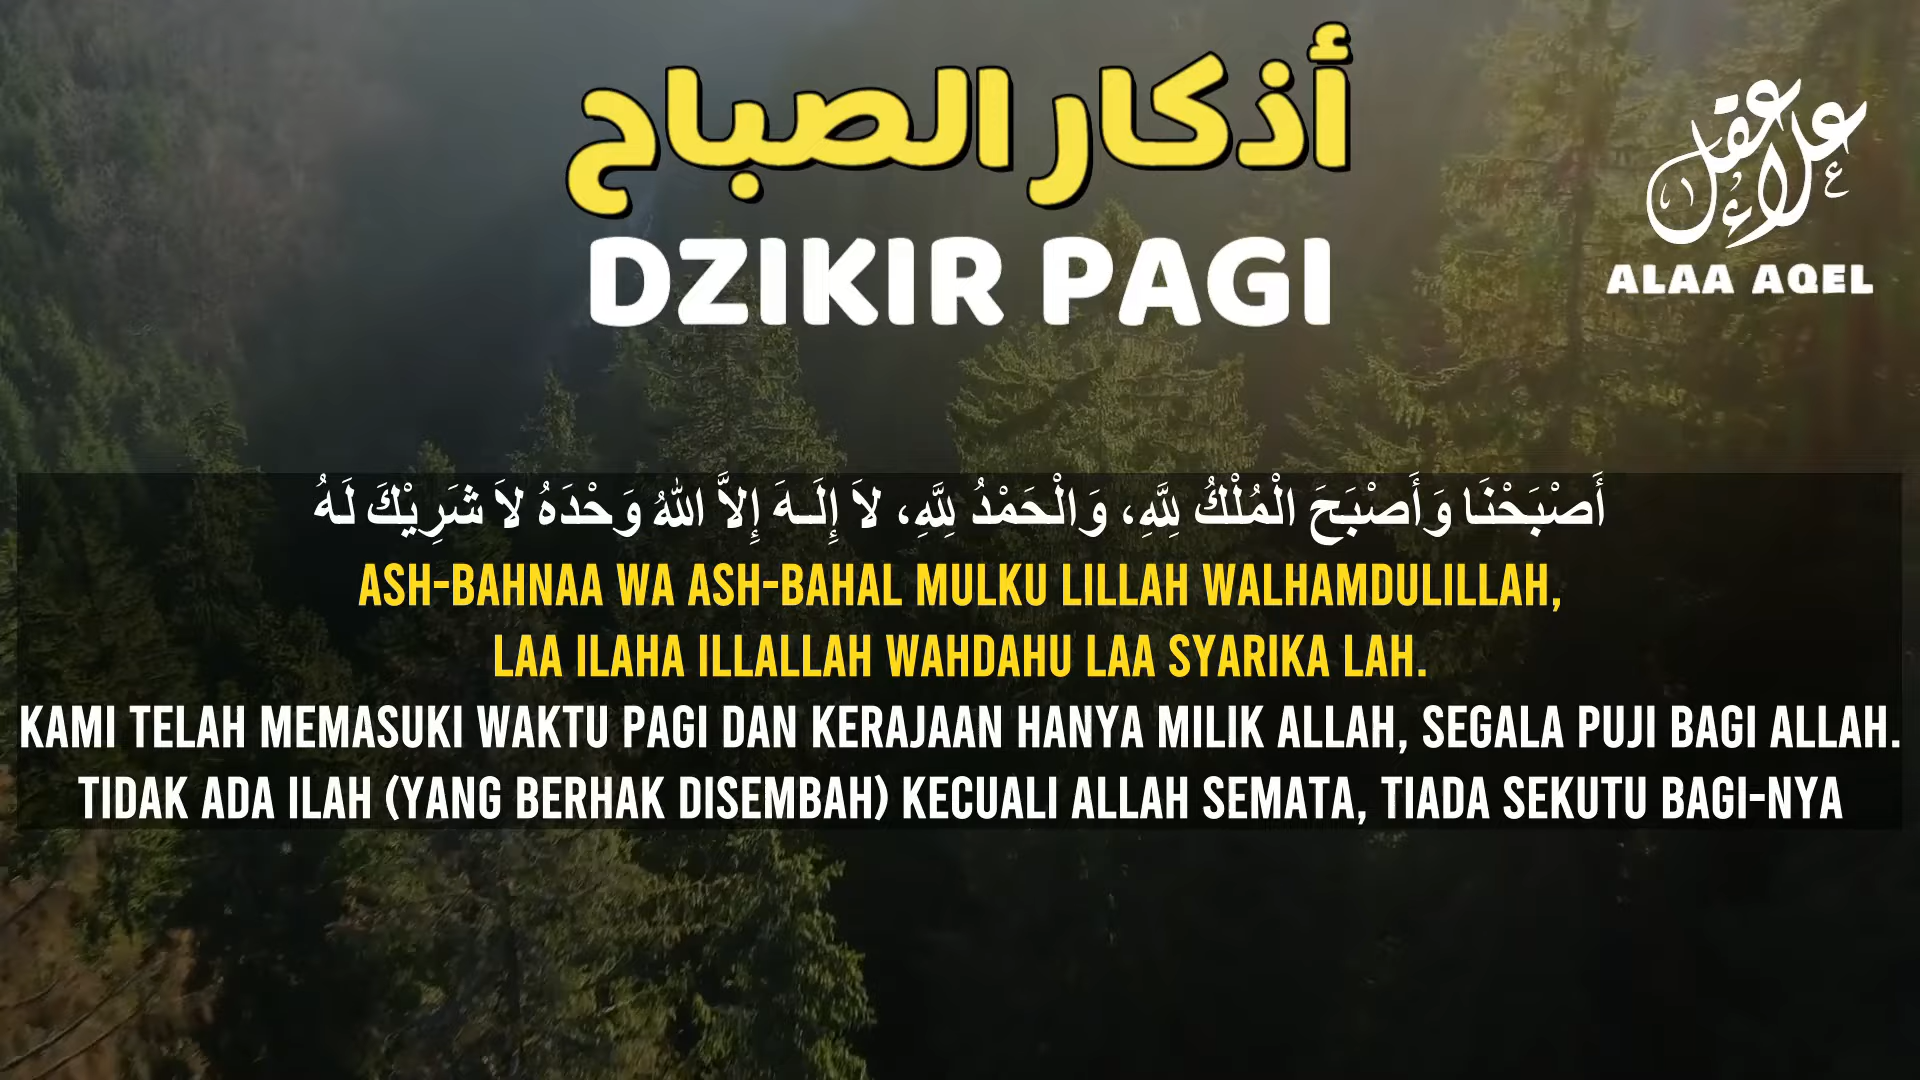 أذكار الصباح
DZIKIR PAGI
علاء عقل
ALAA AQEL
أَصْبَحْنَا وَأَصْبَحَ الْمُلْكُ لِلَّهِ، وَالْحَمْدُ لِلَّهِ، لاَ إِلَـهَ إِلاَّ اللهُ وَحْدَهُ لاَ شَرِيْكَ لَهُ
ASH-BAHNAA WA ASH-BAHAL MULKU LILLAH WALHAMDULILLAH,
LAA ILAHA ILLALLAH WAHDAHU LAA SYARIKA LAH.
KAMI TELAH MEMASUKI WAKTU PAGI DAN KERAJAAN HANYA MILIK ALLAH, SEGALA PUJI BAGI ALLAH.
TIDAK ADA ILAH (YANG BERHAK DISEMBAH) KECUALI ALLAH SEMATA, TIADA SEKUTU BAGI-NYA